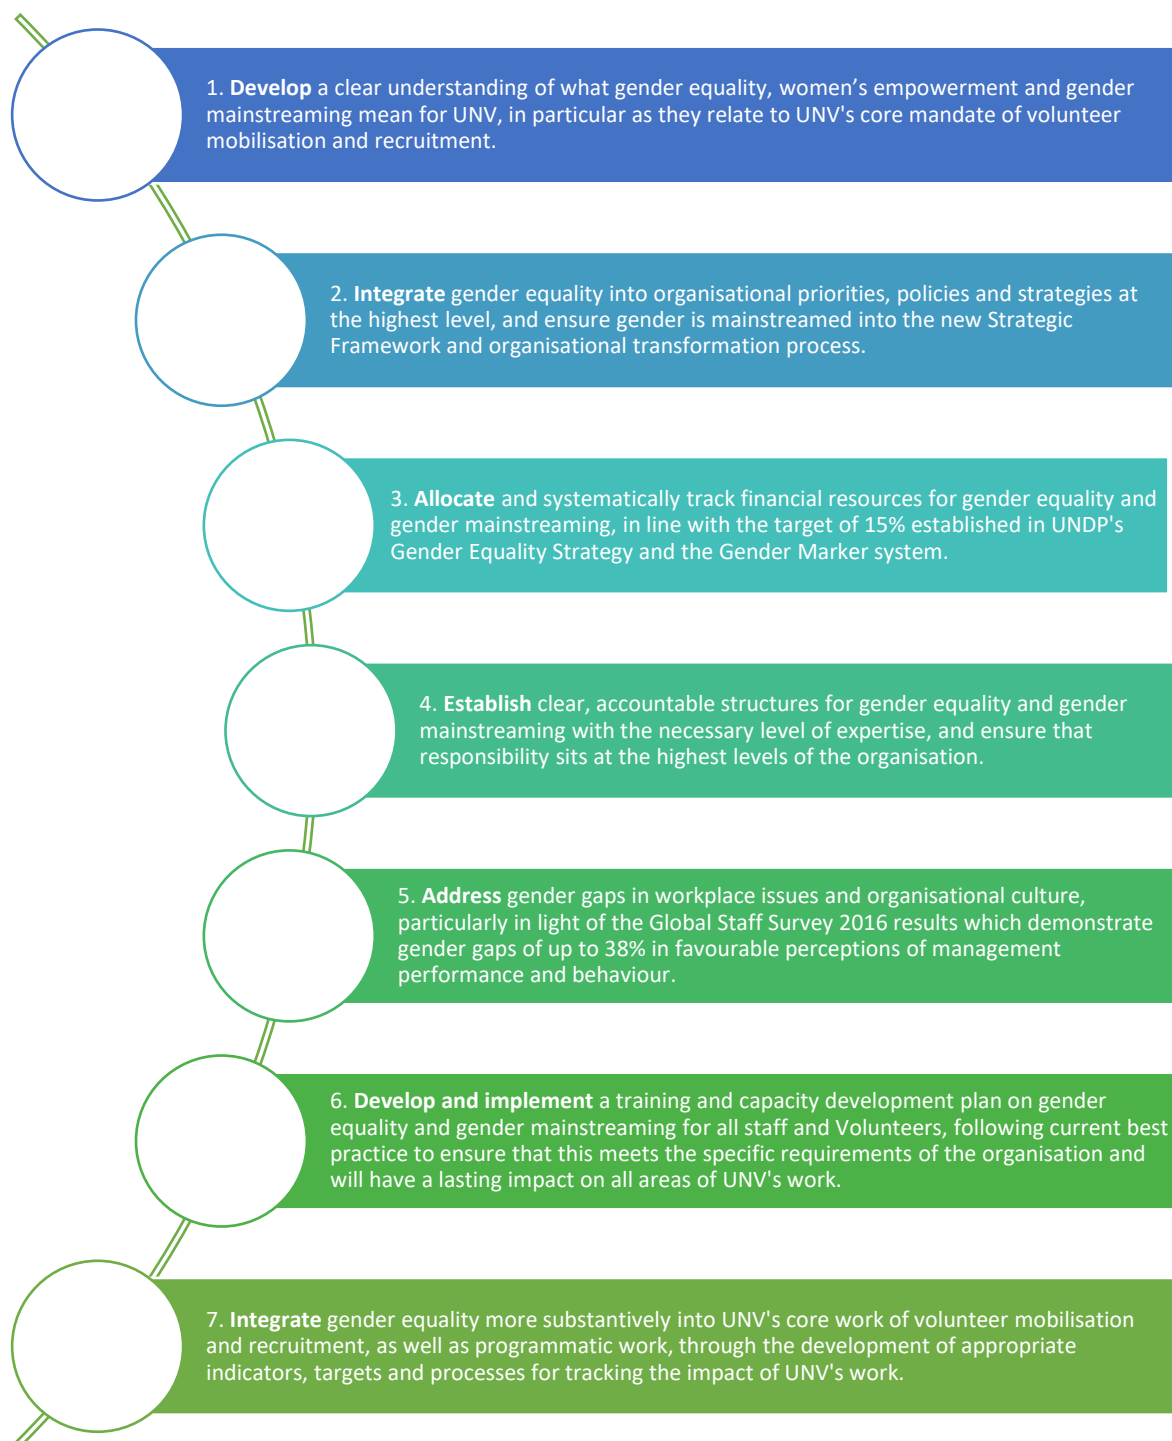 1. Develop a clear understanding of what gender equality, women’s empowerment and gender
mainstreaming mean for UNV, in particular as they relate to UNV's core mandate of volunteer
mobilisation and recruitment.
2. Integrate gender equality into organisational priorities, policies and strategies at
the highest level, and ensure gender is mainstreamed into the new Strategic
Framework and organisational transformation process.
3. Allocate and systematically track financial resources for gender equality and
gender mainstreaming, in line with the target of 15% established in UNDP's
Gender Equality Strategy and the Gender Marker system.
4. Establish clear, accountable structures for gender equality and gender
mainstreaming with the necessary level of expertise, and ensure that
responsibility sits at the highest levels of the organisation.
5. Address gender gaps in workplace issues and organisational culture,
particularly in light of the Global Staff Survey 2016 results which demonstrate
gender gaps of up to 38% in favourable perceptions of management
performance and behaviour.
6. Develop and implement a training and capacity development plan on gender
equality and gender mainstreaming for all staff and Volunteers, following current best
practice to ensure that this meets the specific requirements of the organisation and
will have a lasting impact on all areas of UNV's work.
7. Integrate gender equality more substantively into UNV's core work of volunteer mobilisation
and recruitment, as well as programmatic work, through the development of appropriate
indicators, targets and processes for tracking the impact of UNV's work.